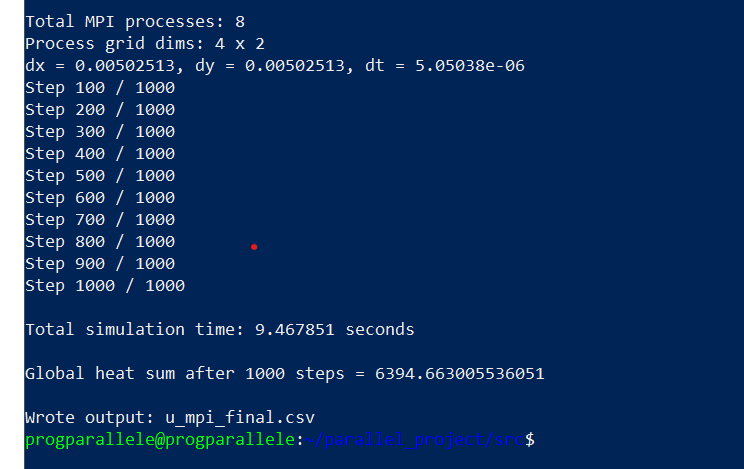 Total MPI processes: 8
Process grid dims: 4 x 2
dx = 0.00502513, dy = 0.00502513, dt = 5.05038e-06
Step 100 / 1000
Step 200 / 1000
Step 300 / 1000
Step 400 / 1000
Step 500 / 1000
Step 600 / 1000
Step 700 / 1000
Step 800 / 1000
Step 900 / 1000
Step 1000 / 1000
Total simulation time: 9.467851 seconds
Global heat sum after 1000 steps = 6394.663005536051
Wrote output: u_mpi_final.csv
progparallele@progparallele:~/parallel_project/src$